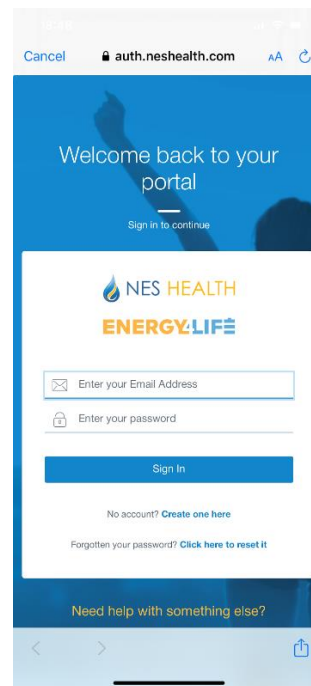 Cancel auth.neshealth.com AA
Welcome back to your
portal
Sign in to continue
NES HEALTH
ENERGY4LIFE
Enter your Email Address
Enter your password
Sign In
No account? Create one here
Forgotten your password? Click here to reset it
Need help with something else?